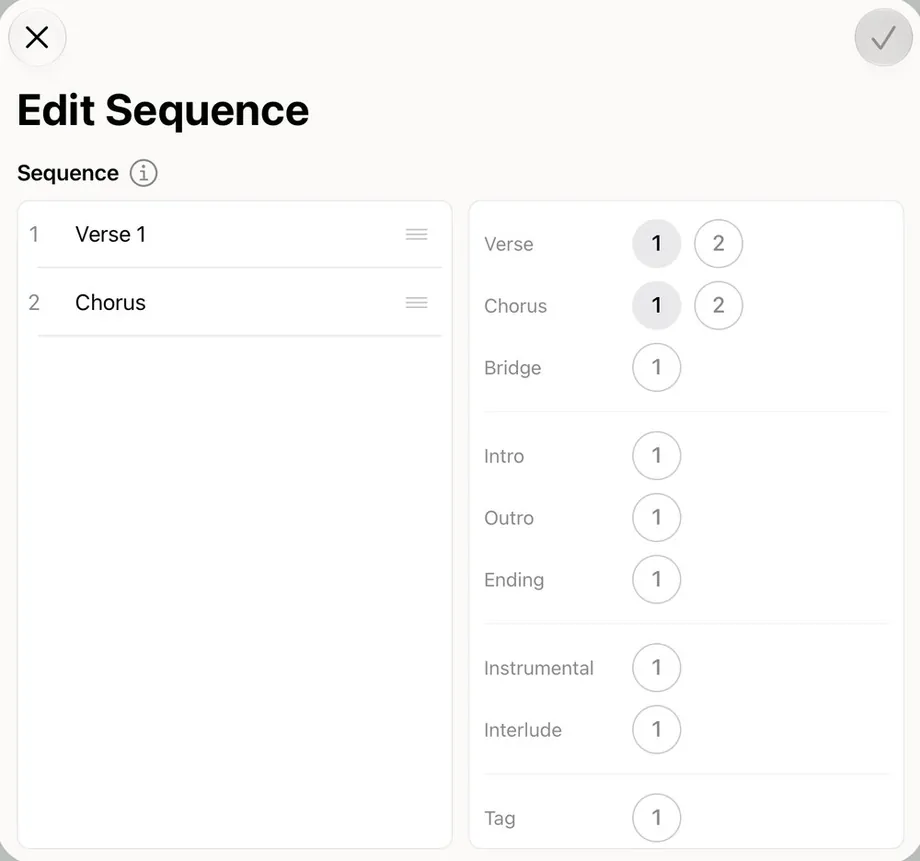 Edit Sequence
Sequence
1 Verse 1
2 Chorus
Verse 1 2
Chorus 1 2
Bridge 1
Intro 1
Outro 1
Ending 1
Instrumental 1
Interlude 1
Tag 1